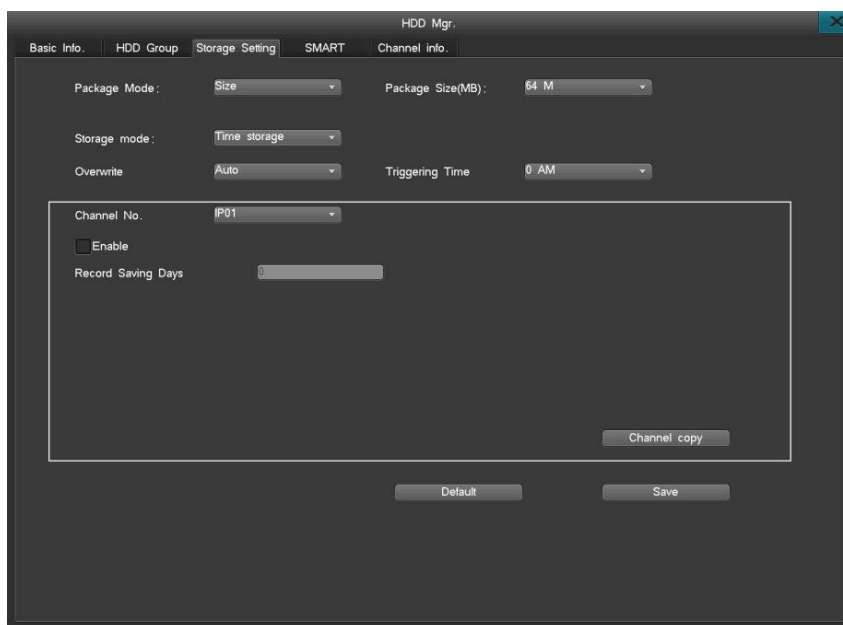 HDD Mgr.
Basic Info. HDD Group Storage Setting SMART Channel info.
Package Mode: Size Package Size(MB): 64 M
Storage mode: Time storage
Overwrite Auto Triggering Time 0 AM
Channel No. IP01
Enable
Record Saving Days 0
Channel copy
Default Save